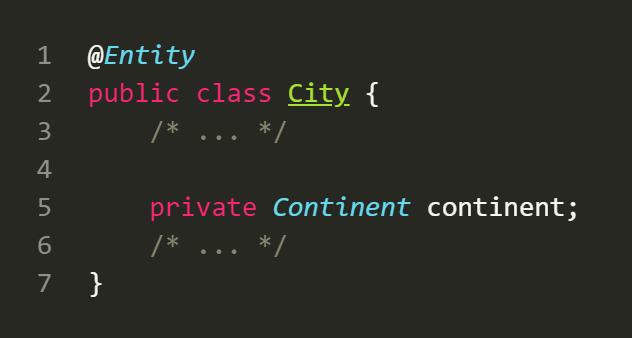 1 @Entity
2 public class City {
3     /* ... */
4
5     private Continent continent;
6     /* ... */
7 }